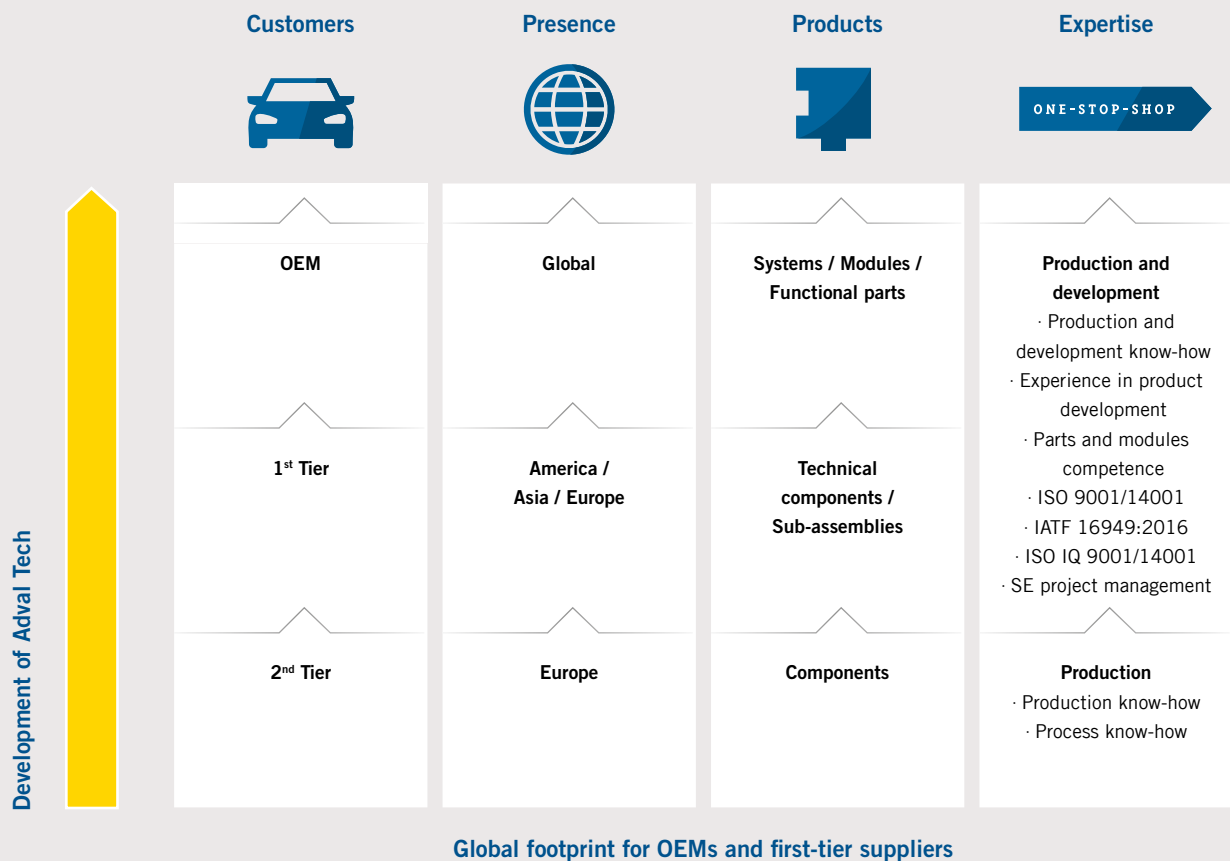 Customers
Presence
Products
Expertise
ONE-STOP-SHOP
Development of Adval Tech
OEM
1st Tier
2nd Tier
Global
America /
Asia / Europe
Europe
Systems / Modules /
Functional parts
Technical
components /
Sub-assemblies
Components
Production and
development
· Production and
development know-how
· Experience in product
development
· Parts and modules
competence
· ISO 9001/14001
· IATF 16949:2016
· ISO IQ 9001/14001
· SE project management
Production
· Production know-how
· Process know-how
Global footprint for OEMs and first-tier suppliers